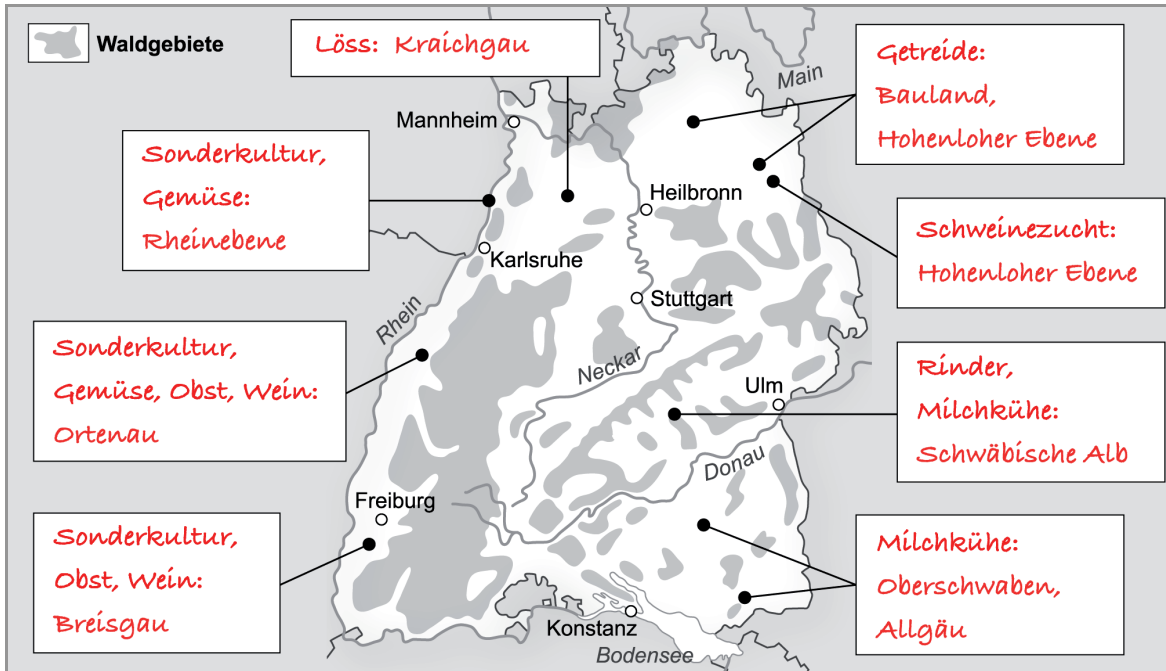 Waldgebiete
Löss: Kraichgau
Main
Getreide:
Bauland,
Hohenloher Ebene
Mannheim
Sonderkultur,
Gemüse:
Rheinebene
Heilbronn
Schweinezucht:
Hohenloher Ebene
Karlsruhe
Stuttgart
Rhein
Neckar
Sonderkultur,
Gemüse, Obst, Wein:
Ortenau
Ulm
Rinder,
Milchkühe:
Schwäbische Alb
Donau
Freiburg
Sonderkultur,
Obst, Wein:
Breisgau
Milchkühe:
Oberschwaben,
Allgäu
Konstanz
Bodensee